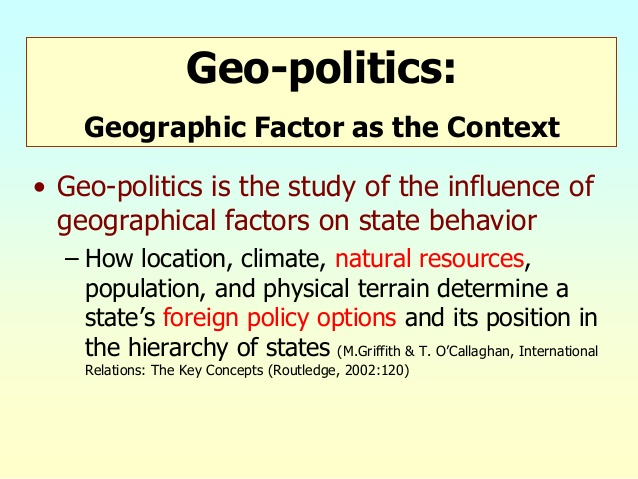 Geo-politics:
Geographic Factor as the Context
• Geo-politics is the study of the influence of
geographical factors on state behavior
– How location, climate, natural resources,
population, and physical terrain determine a
state’s foreign policy options and its position in
the hierarchy of states (M.Griffith & T. O’Callaghan, International
Relations: The Key Concepts (Routledge, 2002:120)